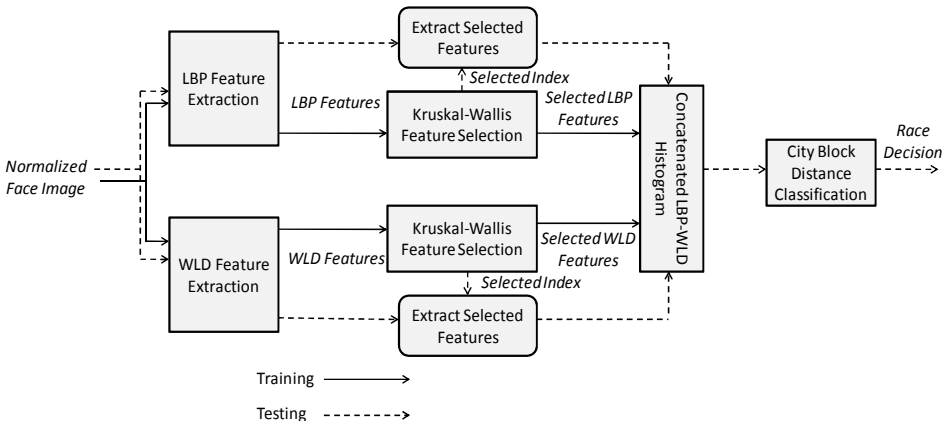 Extract Selected
Features
LBP Feature
Extraction
Selected Index
LBP Features
Kruskal-Wallis
Feature Selection
Selected LBP
Features
Normalized
Face Image
Concatenated LBP-WLD
Histogram
City Block
Distance
Classification
Race
Decision
WLD Feature
Extraction
WLD Features
Kruskal-Wallis
Feature Selection
Selected WLD
Features
Selected Index
Extract Selected
Features
Training
Testing